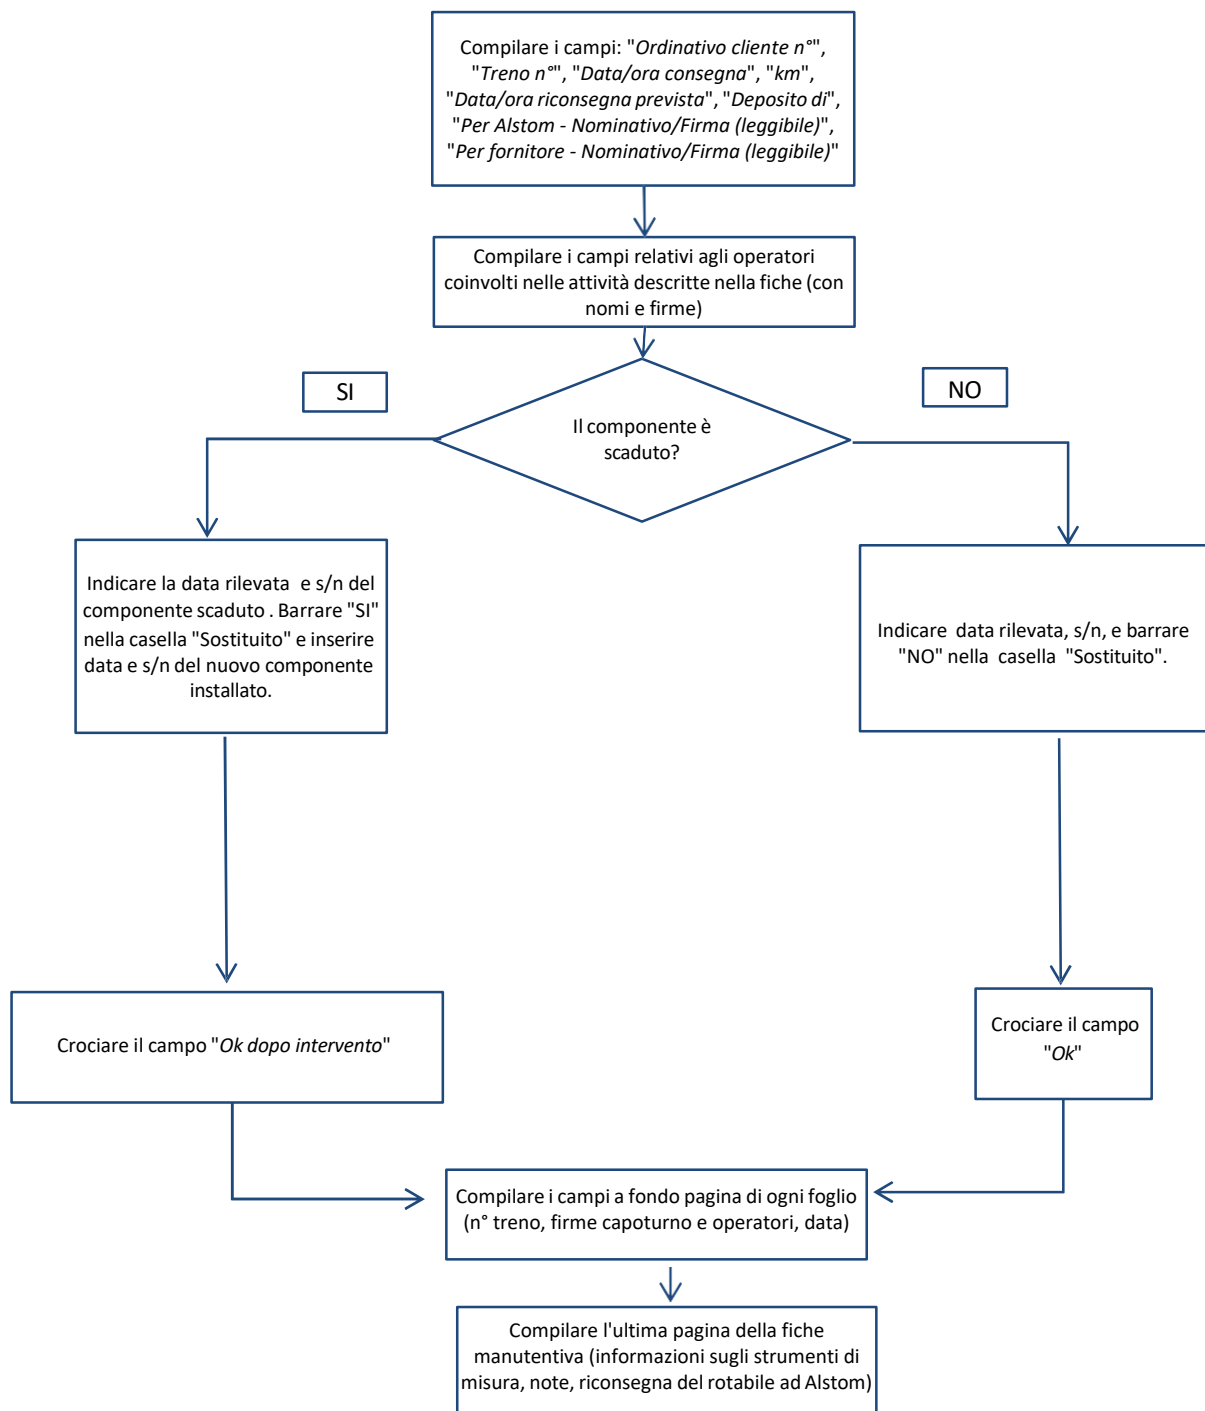 Compilare i campi: "Ordinativo cliente n°",
"Treno n°", "Data/ora consegna", "km",
"Data/ora riconsegna prevista", "Deposito di",
"Per Alstom - Nominativo/Firma (leggibile)",
"Per fornitore - Nominativo/Firma (leggibile)"
Compilare i campi relativi agli operatori
coinvolti nelle attività descritte nella fiche (con
nomi e firme)
SI
NO
Il componente è
scaduto?
Indicare la data rilevata e s/n del
componente scaduto . Barrare "SI"
nella casella "Sostituito" e inserire
data e s/n del nuovo componente
installato.
Indicare data rilevata, s/n, e barrare
"NO" nella casella "Sostituito".
Crociare il campo "Ok dopo intervento"
Crociare il campo
"Ok"
Compilare i campi a fondo pagina di ogni foglio
(n° treno, firme capoturno e operatori, data)
Compilare l'ultima pagina della fiche
manutentiva (informazioni sugli strumenti di
misura, note, riconsegna del rotabile ad Alstom)